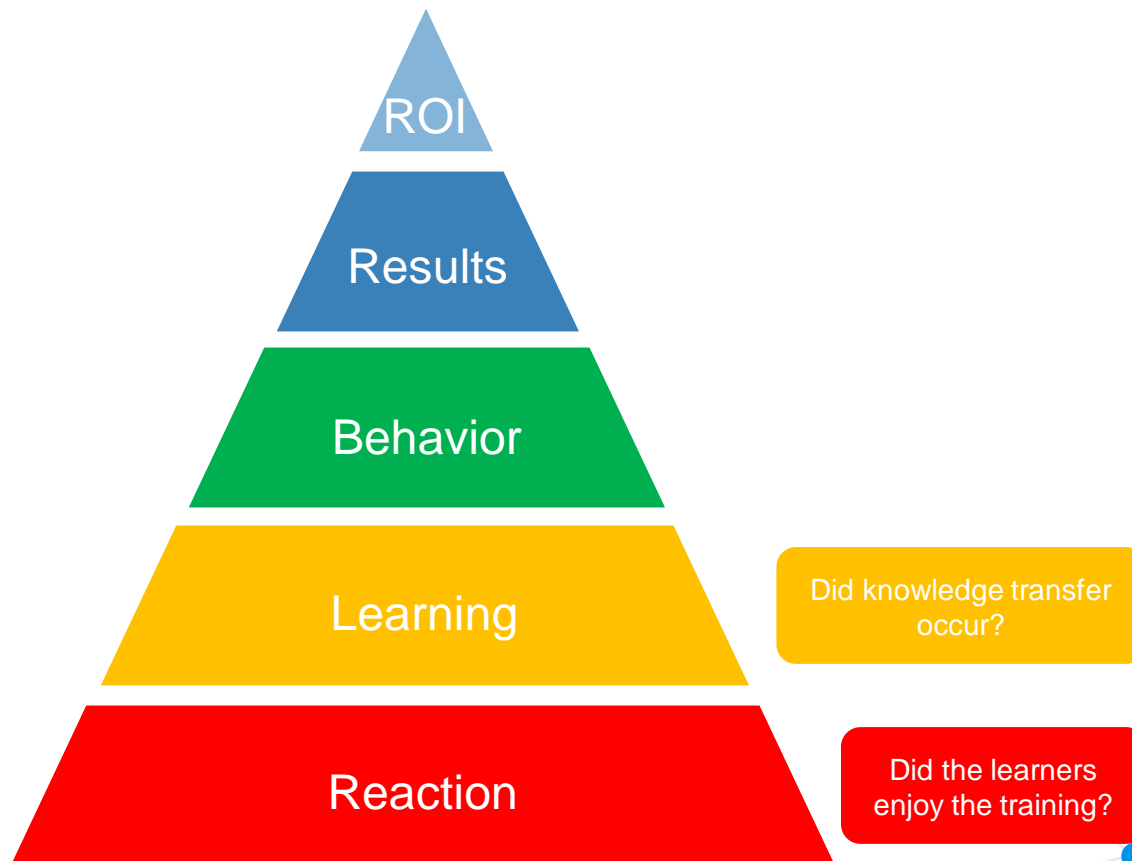 ROI
Results
Behavior
Learning
Did knowledge transfer
occur?
Reaction
Did the learners
enjoy the training?